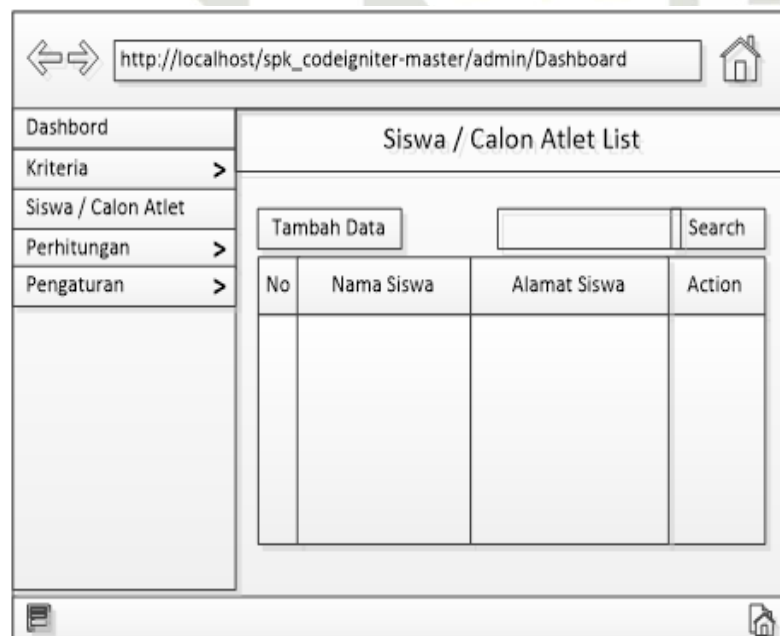 http://localhost/spk_codeigniter-master/admin/Dashboard
Dashbord
Kriteria >
Siswa / Calon Atlet
Perhitungan >
Pengaturan >
Siswa / Calon Atlet List
Tambah Data
Search
No Nama Siswa Alamat Siswa Action